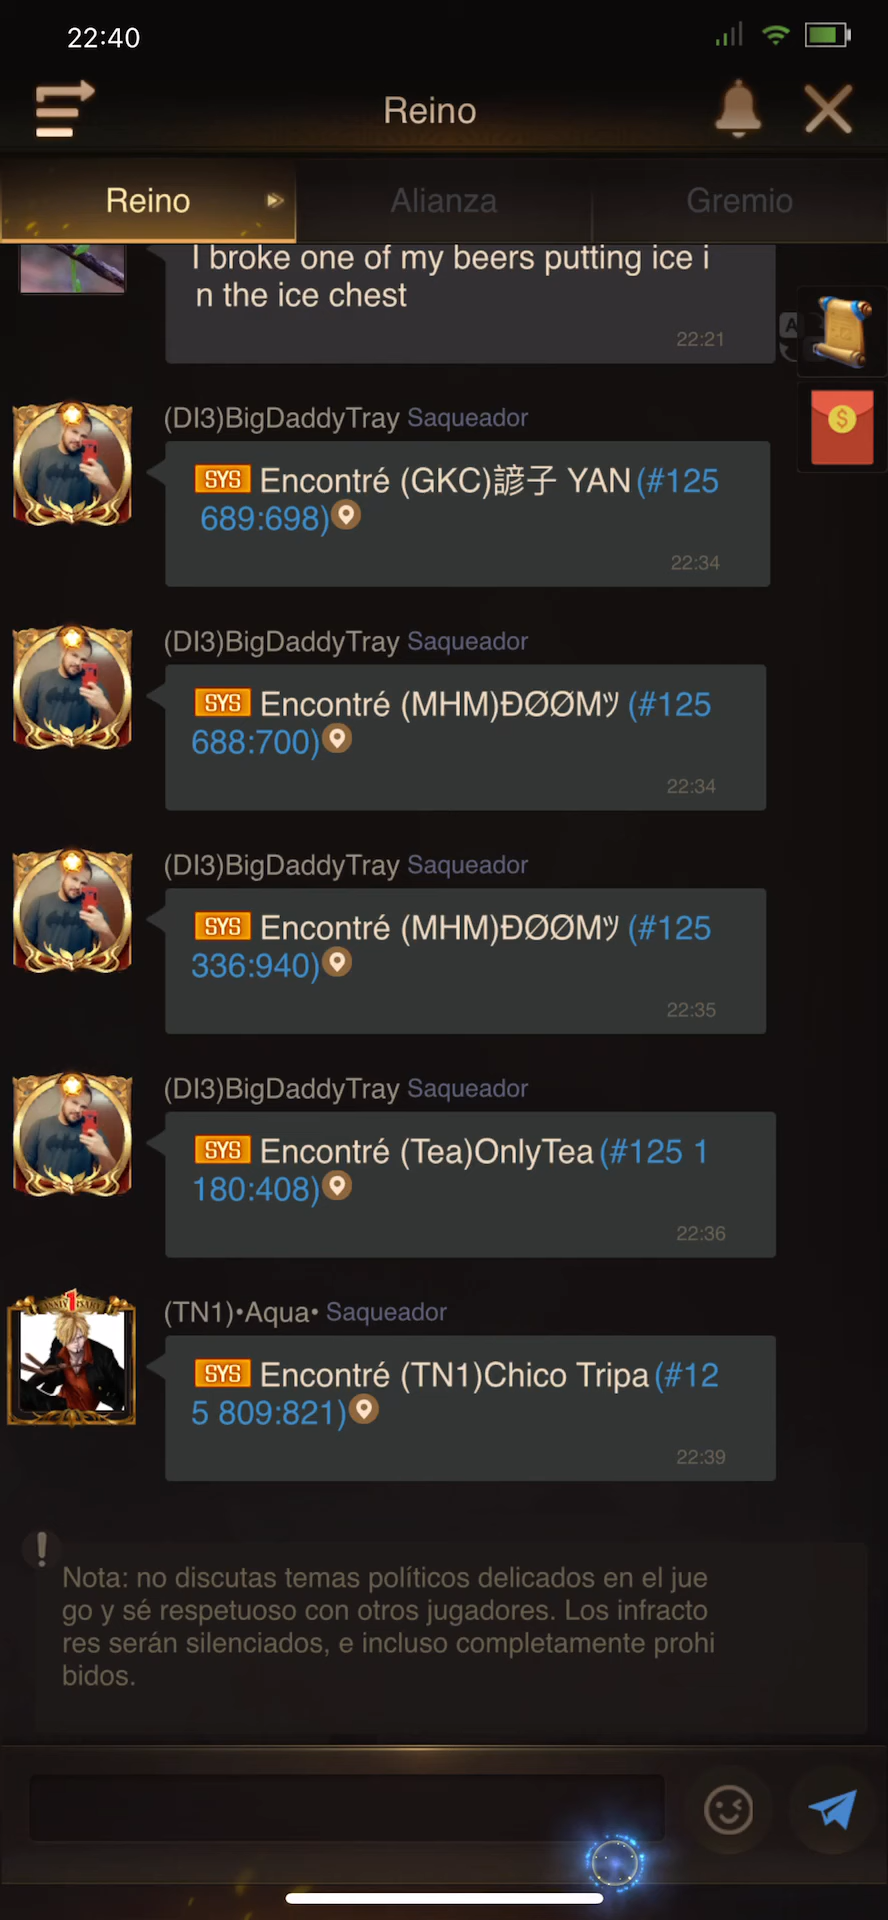 22:40
Reino
Reino
Alianza
Gremio
I broke one of my beers putting ice i
n the ice chest
22:21
A
(DI3)BigDaddyTray Saqueador
SYS Encontré (GKC)諺子 YAN(#125
689:698)
22:34
(DI3)BigDaddyTray Saqueador
SYS Encontré (MHM)ĐØØMッ (#125
688:700)
22:34
(DI3)BigDaddyTray Saqueador
SYS Encontré (MHM)ĐØØMッ (#125
336:940)
22:35
(DI3)BigDaddyTray Saqueador
SYS Encontré (Tea)OnlyTea(#125 1
180:408)
22:36
(TN1)•Aqua• Saqueador
SYS Encontré (TN1)Chico Tripa(#12
5 809:821)
22:39
Nota: no discutas temas políticos delicados en el jue
go y sé respetuoso con otros jugadores. Los infracto
res serán silenciados, e incluso completamente prohi
bidos.